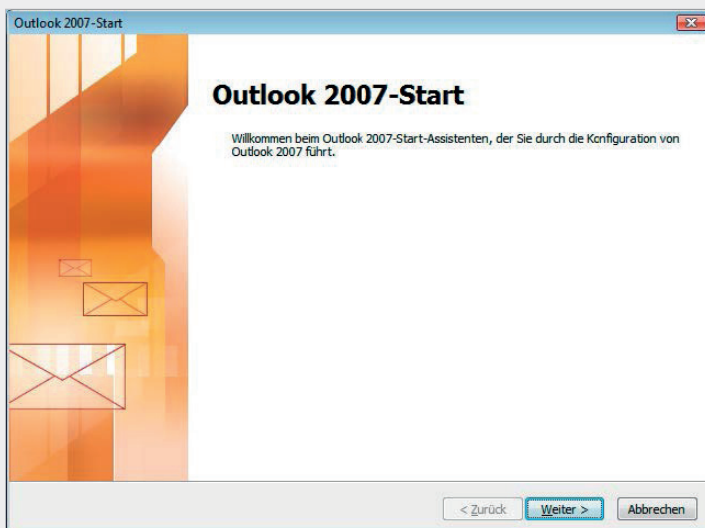 Outlook 2007-Start
Outlook 2007-Start
Willkommen beim Outlook 2007-Start-Assistenten, der Sie durch die Konfiguration von
Outlook 2007 führt.
< Zurück
Weiter >
Abbrechen